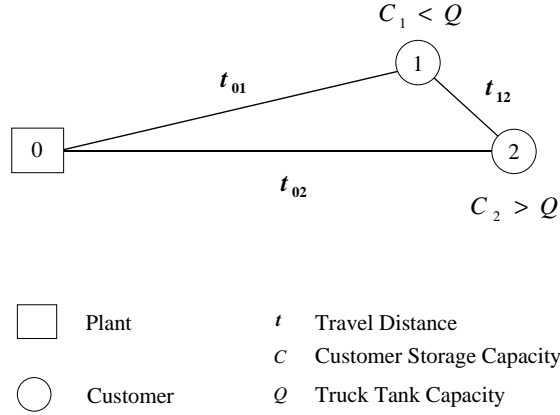 C₁ < Q
1
t₀₁
t₁₂
0
2
t₀₂
C₂ > Q
Plant
t Travel Distance
C Customer Storage Capacity
Customer
Q Truck Tank Capacity